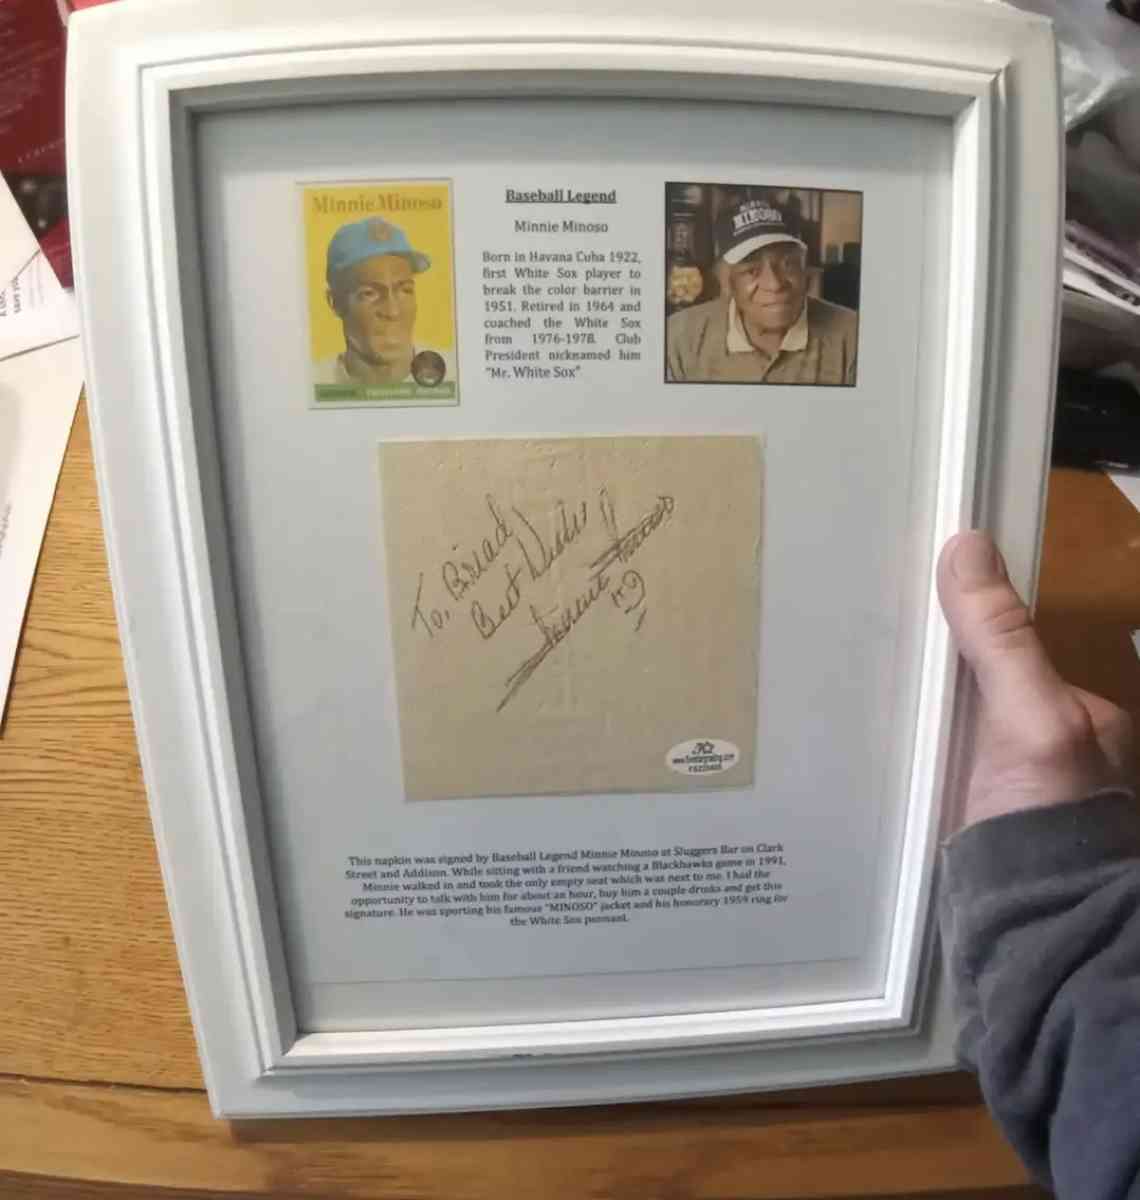 Minnie Minoso
Baseball Legend
Minnie Minoso
Born in Havana Cuba 1922,
first White Sox player to
break the color barrier in
1951. Retired in 1964 and
coached the White Sox
from 1976-1978. Club
President nicknamed him
"Mr. White Sox"
MINOSO
To, Briad
Best Wishes
Minoso
#9
This napkin was signed by Baseball Legend Minnie Minoso at Sluggers Bar on Clark
Street and Addison. While sitting with a friend watching a Blackhawks game in 1991,
Minnie walked in and took the only empty seat which was next to me. I had the
opportunity to talk with him for about an hour, buy him a couple drinks and get this
signature. He was sporting his famous "MINOSO" jacket and his honorary 1959 ring for
the White Sox pennant.